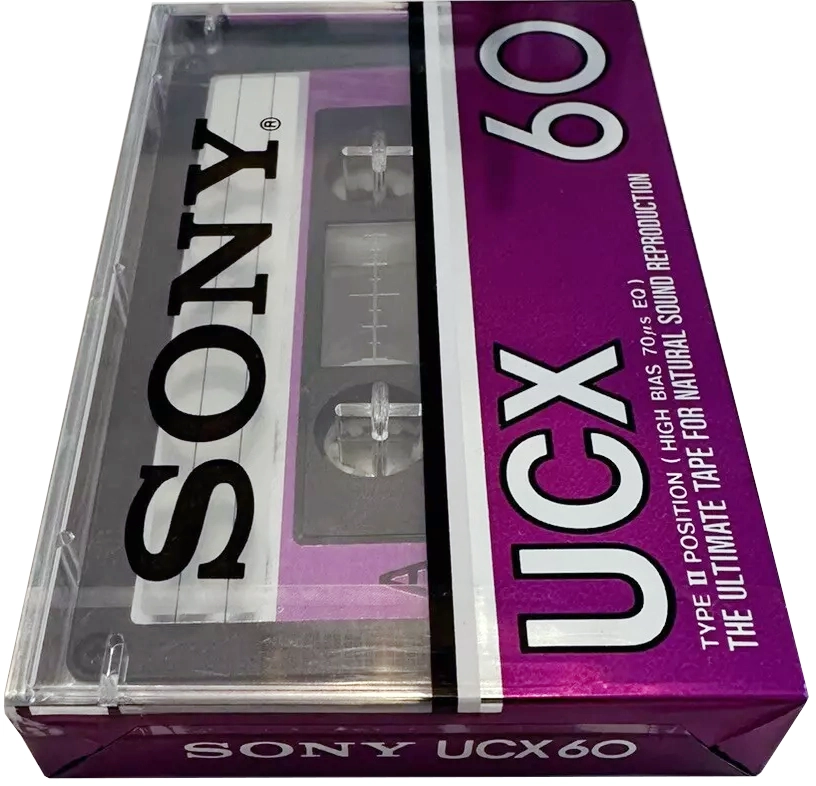 SONY®
A
UCX 60
TYPE II POSITION ( HIGH BIAS 70μs EQ )
THE ULTIMATE TAPE FOR NATURAL SOUND REPRODUCTION
SONY UCX60